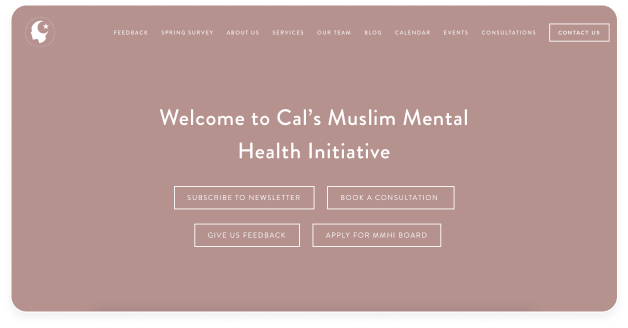 FEEDBACK SPRING SURVEY ABOUT US SERVICES OUR TEAM BLOG CALENDAR EVENTS CONSULTATIONS CONTACT US
Welcome to Cal's Muslim Mental
Health Initiative
SUBSCRIBE TO NEWSLETTER BOOK A CONSULTATION
GIVE US FEEDBACK APPLY FOR MMHI BOARD